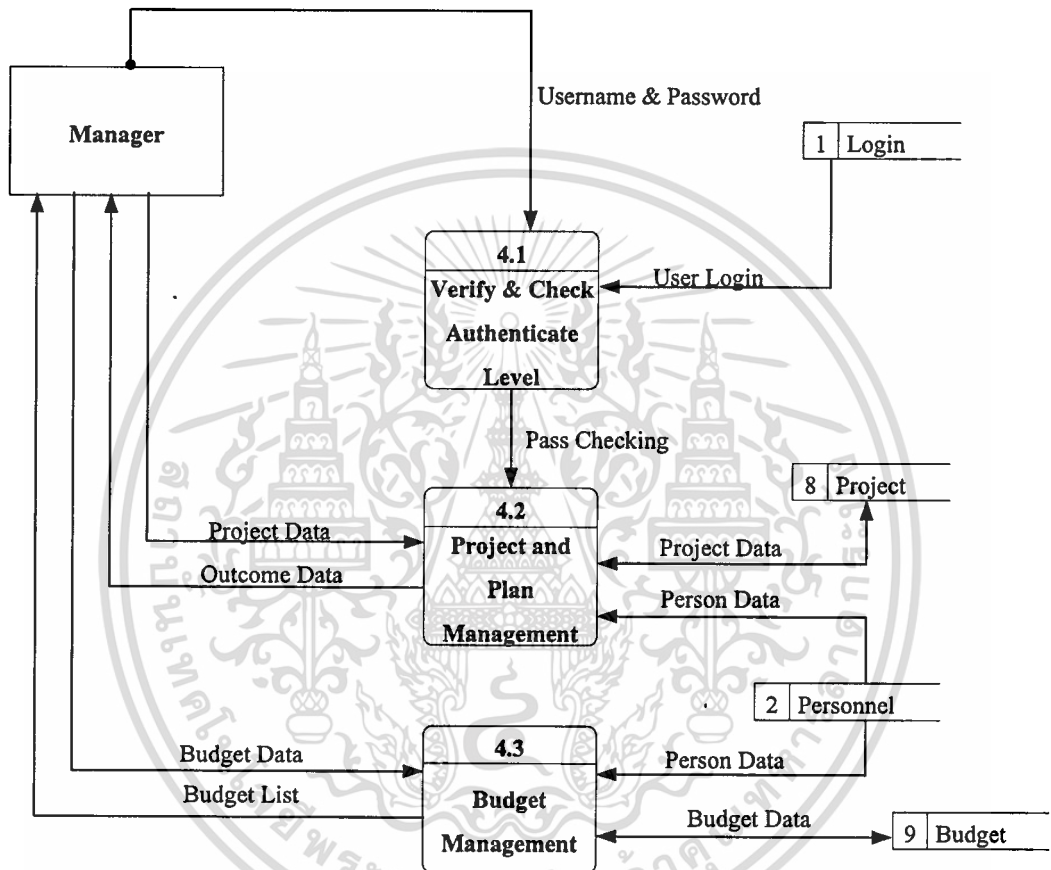 Manager
Username & Password
1 Login
4.1
Verify & Check
Authenticate
Level
User Login
Pass Checking
8 Project
4.2
Project and
Plan
Management
Project Data
Outcome Data
Project Data
Person Data
2 Personnel
4.3
Budget
Management
Budget Data
Budget List
Person Data
Budget Data
9 Budget